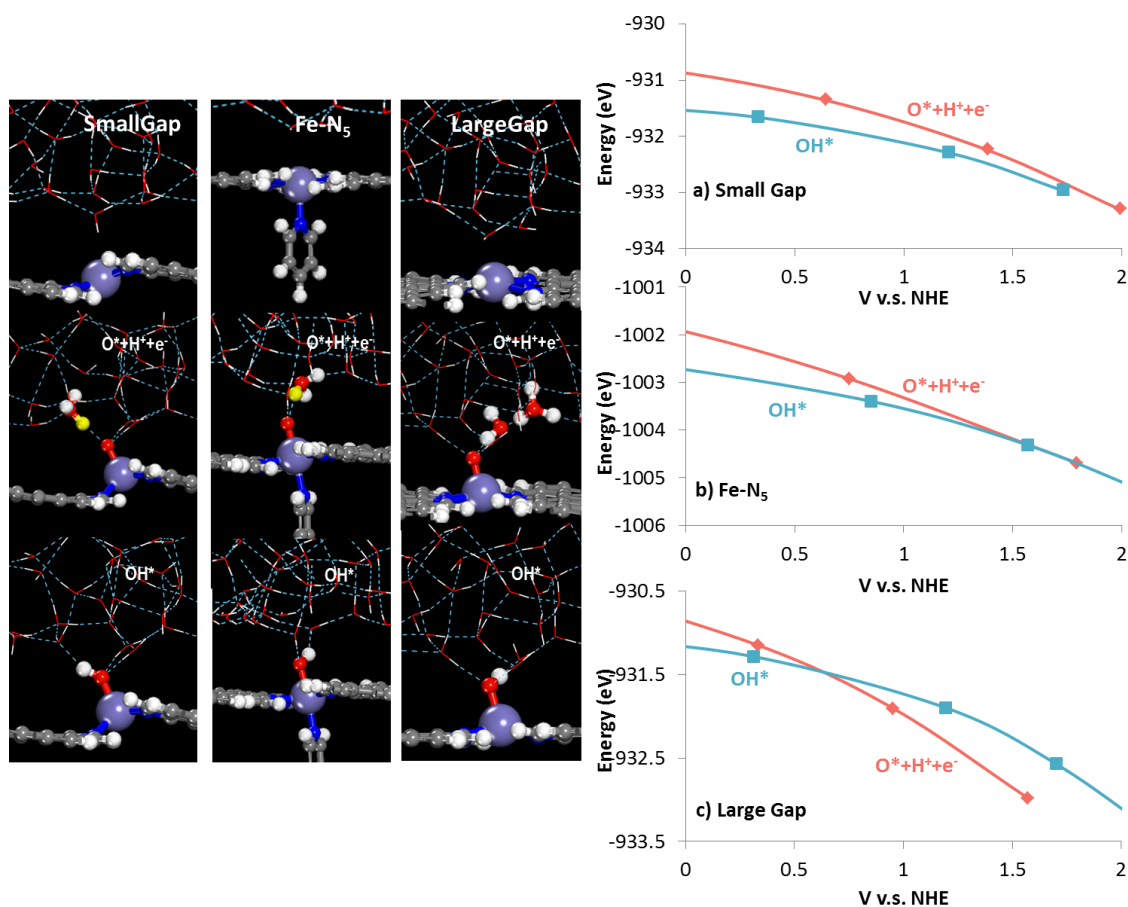 SmallGap
Fe-N5
LargeGap
O*+H⁺+e⁻
O*+H⁺+e⁻
O*+H⁺+e⁻
OH*
OH*
OH*
-930
-931
-932
-933
-934
Energy (eV)
O*+H⁺+e⁻
OH*
a) Small Gap
0
0.5
1
1.5
2
V v.s. NHE
-1001
-1002
-1003
-1004
-1005
-1006
Energy (eV)
O*+H⁺+e⁻
OH*
b) Fe-N₅
0
0.5
1
1.5
2
V v.s. NHE
-930.5
-931.5
-932.5
-933.5
Energy (eV)
OH*
O*+H⁺+e⁻
c) Large Gap
0
0.5
1
1.5
2
V v.s. NHE